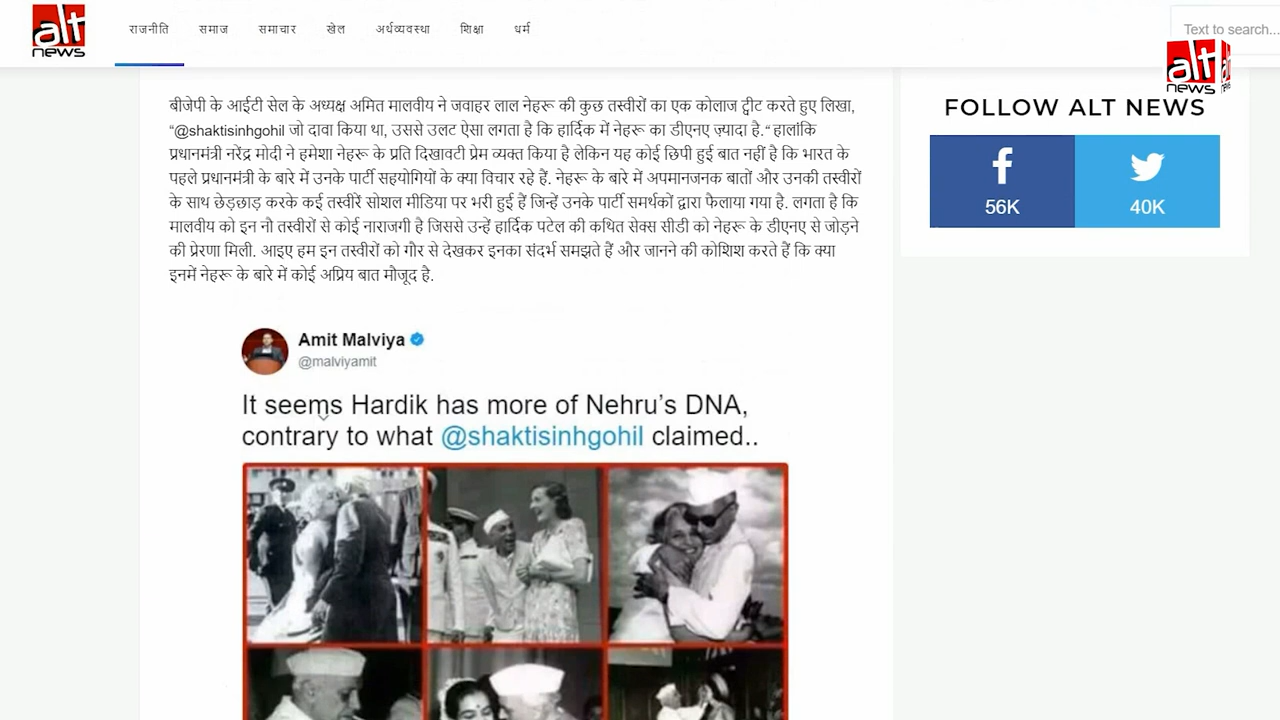 alt
news
राजनीति समाज समाचार खेल अर्थव्यवस्था शिक्षा धर्म
Text to search...
alt
news
बीजेपी के आईटी सेल के अध्यक्ष अमित मालवीय ने जवाहर लाल नेहरू की कुछ तस्वीरों का एक कोलाज ट्वीट करते हुए लिखा,
“@shaktisinhgohil जो दावा किया था, उससे उलट ऐसा लगता है कि हार्दिक में नेहरू का डीएनए ज़्यादा है.“ हालांकि
प्रधानमंत्री नरेंद्र मोदी ने हमेशा नेहरू के प्रति दिखावटी प्रेम व्यक्त किया है लेकिन यह कोई छिपी हुई बात नहीं है कि भारत के
पहले प्रधानमंत्री के बारे में उनके पार्टी सहयोगियों के क्या विचार रहे हैं. नेहरू के बारे में अपमानजनक बातों और उनकी तस्वीरों
के साथ छेड़छाड़ करके कई तस्वीरें सोशल मीडिया पर भरी हुई हैं जिन्हें उनके पार्टी समर्थकों द्वारा फैलाया गया है. लगता है कि
मालवीय को इन नौ तस्वीरों से कोई नाराजगी है जिससे उन्हें हार्दिक पटेल की कथित सेक्स सीडी को नेहरू के डीएनए से जोड़ने
की प्रेरणा मिली. आइए हम इन तस्वीरों को गौर से देखकर इनका संदर्भ समझते हैं और जानने की कोशिश करते हैं कि क्या
इनमें नेहरू के बारे में कोई अप्रिय बात मौजूद है.
FOLLOW ALT NEWS
56K 40K
Amit Malviya
@malviyamit
It seems Hardik has more of Nehru’s DNA,
contrary to what @shaktisinhgohil claimed..